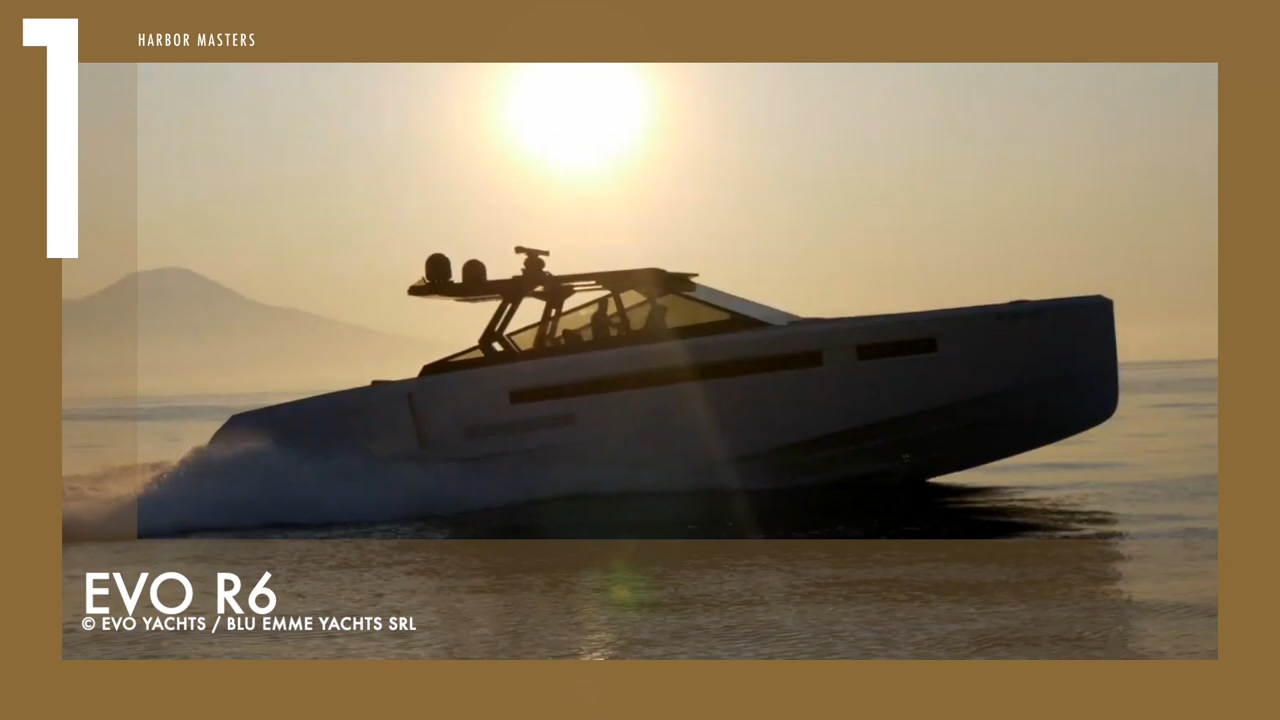 1
HARBOR MASTERS
EVO R6
© EVO YACHTS / BLU EMME YACHTS SRL